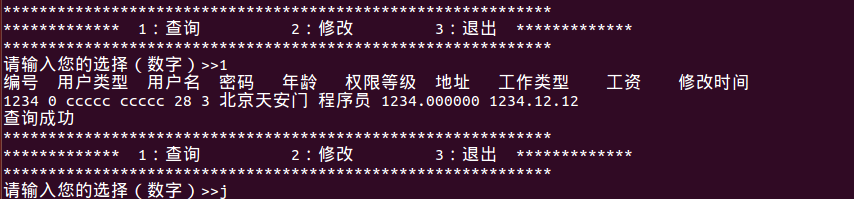 *************************************************************
*************  1：查询          2：修改         3：退出  *************
*************************************************************
请输入您的选择（数字）>>1
编号  用户类型  用户名  密码   年龄   权限等级  地址   工作类型    工资    修改时间
1234 0 ccccc ccccc 28 3 北京天安门 程序员 1234.000000 1234.12.12
查询成功
*************************************************************
*************  1：查询          2：修改         3：退出  *************
*************************************************************
请输入您的选择（数字）>>j